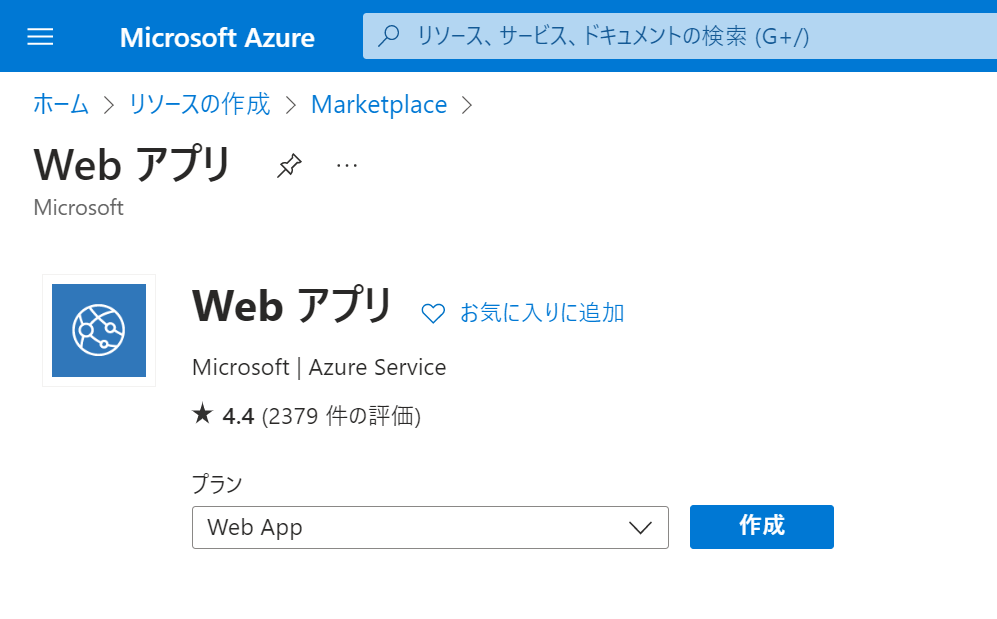 Microsoft Azure
リソース、サービス、ドキュメントの検索 (G+/)
ホーム > リソースの作成 > Marketplace >
Web アプリ ...
Microsoft
Web アプリ お気に入りに追加
Microsoft | Azure Service
★ 4.4 (2379 件の評価)
プラン
Web App
作成